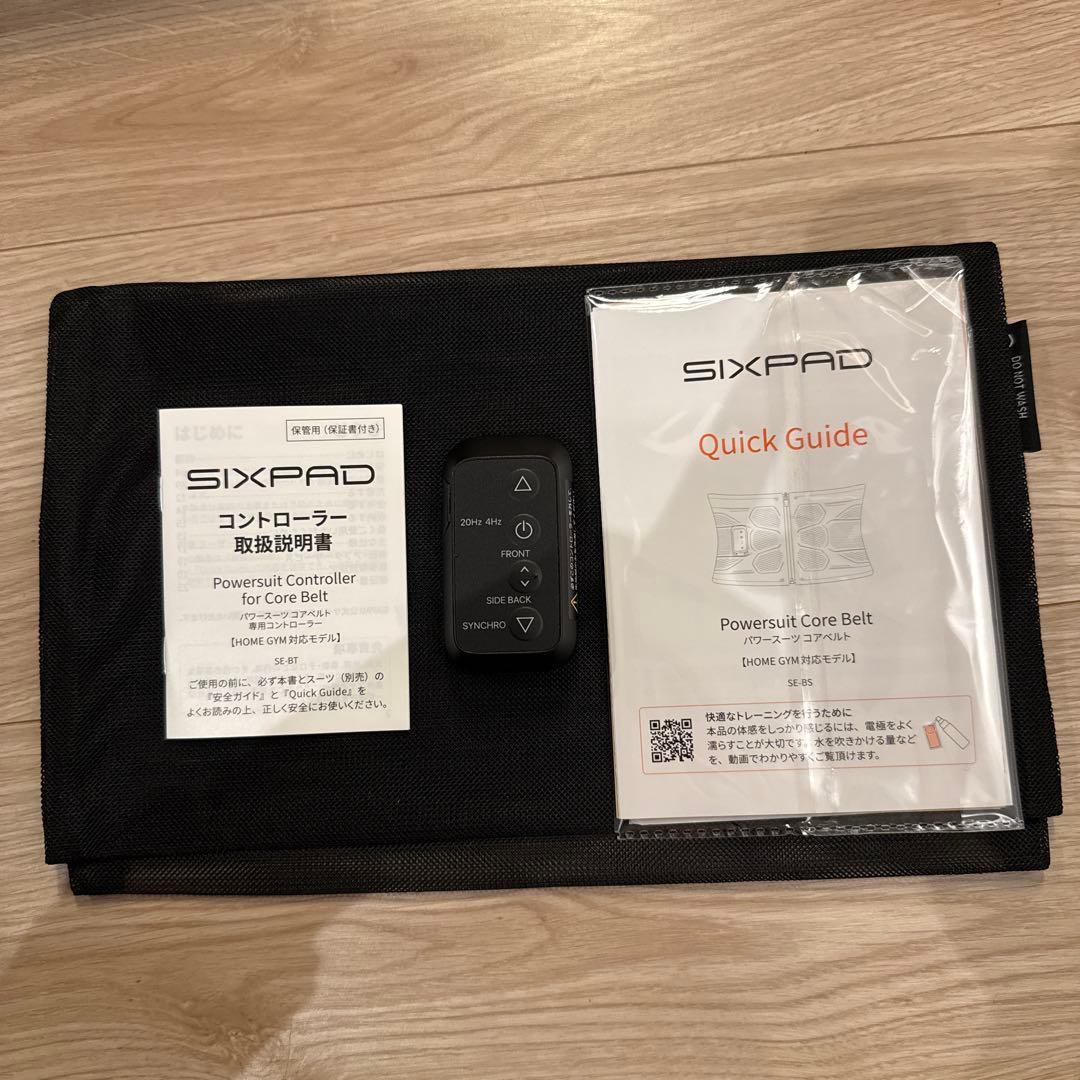 保管用(保証書付き)
SIXPAD
コントローラー
取扱説明書
Powersuit Controller
for Core Belt
パワースーツ コアベルト
専用コントローラー
【HOME GYM 対応モデル】
SE-BT
ご使用の前に、必ず本書とスーツ(別売)の
『安全ガイド』と『Quick Guide』を
よくお読みの上、正しく安全にお使いください。
20Hz 4Hz
FRONT
SIDE BACK
SYNCHRO
SIXPAD
Quick Guide
Powersuit Core Belt
パワースーツ コアベルト
【HOME GYM 対応モデル】
SE-BS
快適なトレーニングを行うために
本品の体感をしっかり感じるには、電極をよく
濡らすことが大切です。水を吹きかける量など
を、動画でわかりやすくご覧頂けます。
DO NOT WASH